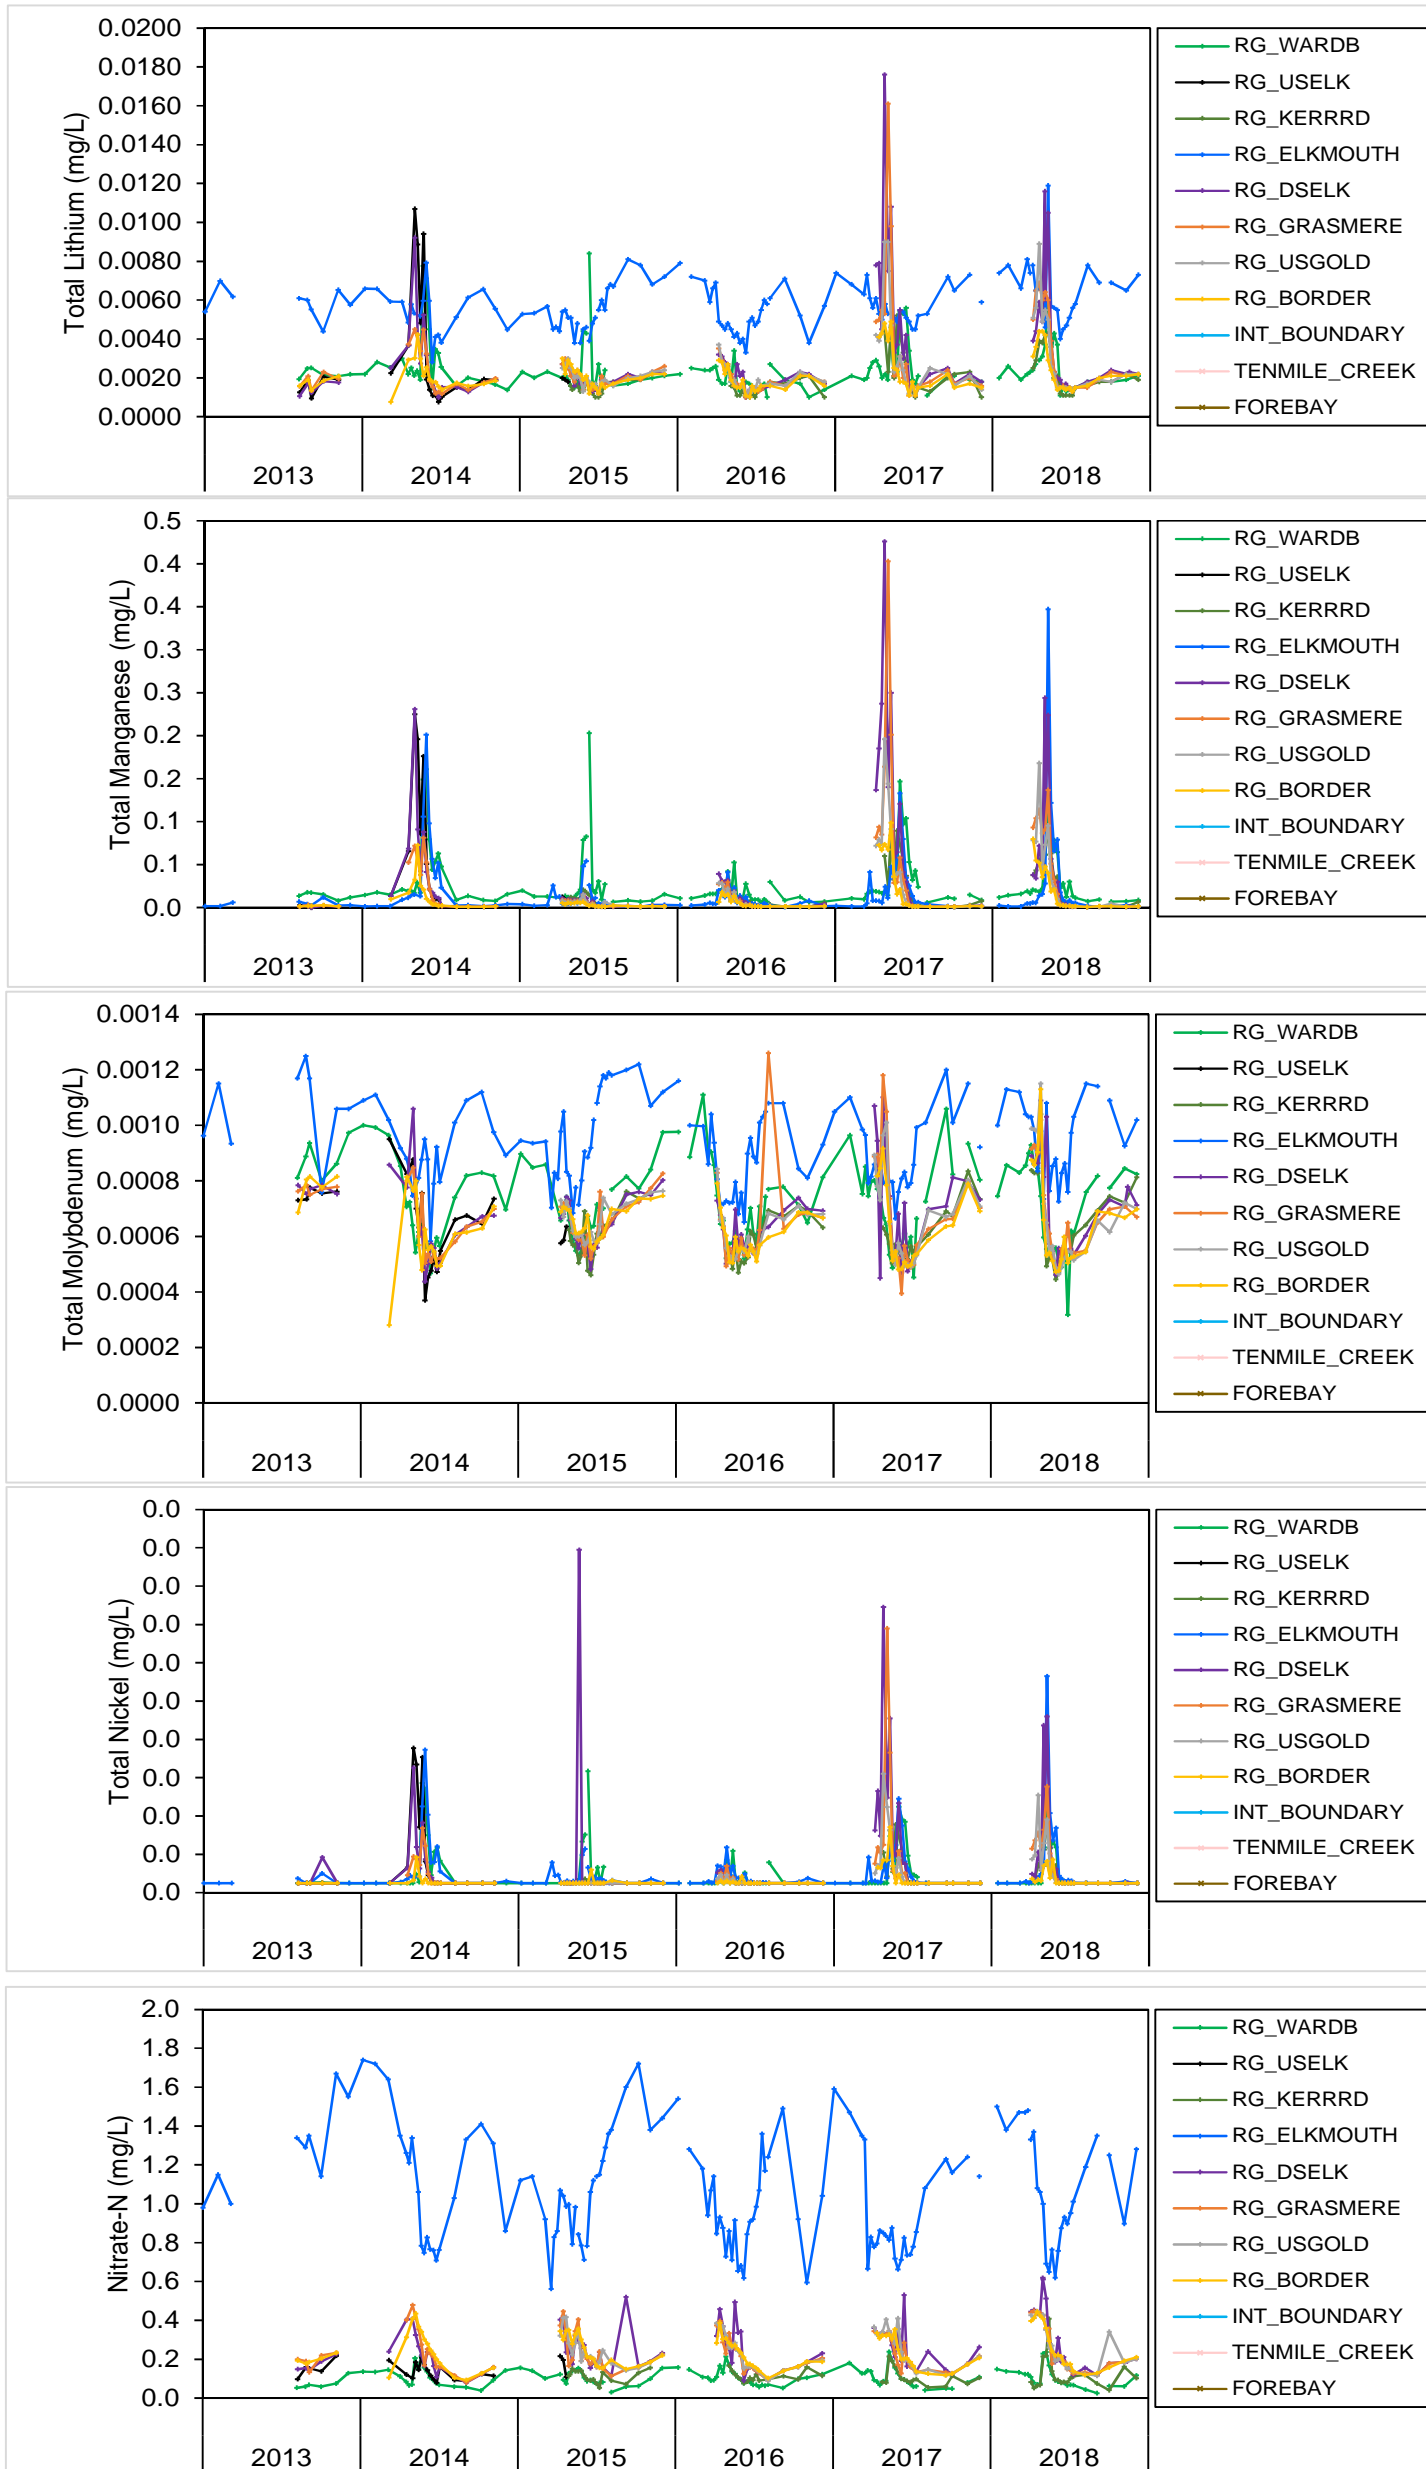 Total Lithium (mg/L)
0.0200
0.0180
0.0160
0.0140
0.0120
0.0100
0.0080
0.0060
0.0040
0.0020
0.0000
2013 2014 2015 2016 2017 2018
RG_WARDB
RG_USELK
RG_KERRRD
RG_ELKMOUTH
RG_DSELK
RG_GRASMERE
RG_USGOLD
RG_BORDER
INT_BOUNDARY
TENMILE_CREEK
FOREBAY
Total Manganese (mg/L)
0.5
0.4
0.4
0.3
0.3
0.2
0.2
0.1
0.1
0.0
2013 2014 2015 2016 2017 2018
RG_WARDB
RG_USELK
RG_KERRRD
RG_ELKMOUTH
RG_DSELK
RG_GRASMERE
RG_USGOLD
RG_BORDER
INT_BOUNDARY
TENMILE_CREEK
FOREBAY
Total Molybdenum (mg/L)
0.0014
0.0012
0.0010
0.0008
0.0006
0.0004
0.0002
0.0000
2013 2014 2015 2016 2017 2018
RG_WARDB
RG_USELK
RG_KERRRD
RG_ELKMOUTH
RG_DSELK
RG_GRASMERE
RG_USGOLD
RG_BORDER
INT_BOUNDARY
TENMILE_CREEK
FOREBAY
Total Nickel (mg/L)
0.0
0.0
0.0
0.0
0.0
0.0
0.0
0.0
0.0
0.0
0.0
2013 2014 2015 2016 2017 2018
RG_WARDB
RG_USELK
RG_KERRRD
RG_ELKMOUTH
RG_DSELK
RG_GRASMERE
RG_USGOLD
RG_BORDER
INT_BOUNDARY
TENMILE_CREEK
FOREBAY
Nitrate-N (mg/L)
2.0
1.8
1.6
1.4
1.2
1.0
0.8
0.6
0.4
0.2
0.0
2013 2014 2015 2016 2017 2018
RG_WARDB
RG_USELK
RG_KERRRD
RG_ELKMOUTH
RG_DSELK
RG_GRASMERE
RG_USGOLD
RG_BORDER
INT_BOUNDARY
TENMILE_CREEK
FOREBAY